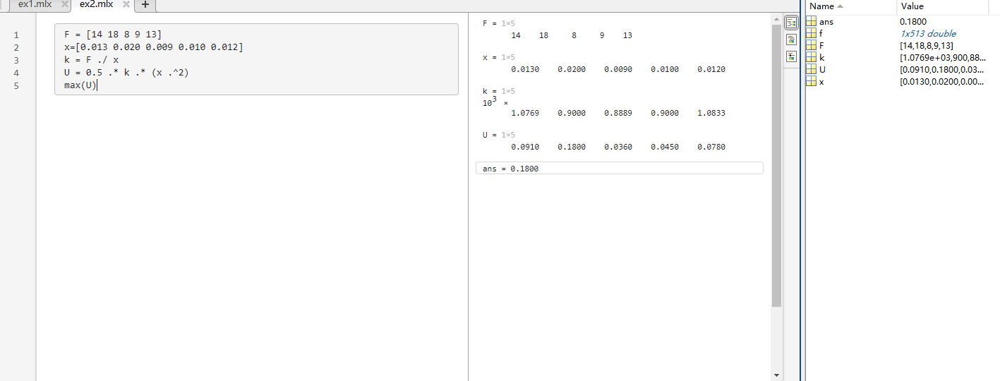 ex1.mlx ex2.mlx +
1 F = [14 18 8 9 13]
2 x=[0.013 0.020 0.009 0.010 0.012]
3 k = F ./ x
4 U = 0.5 .* k .* (x .^2)
5 max(U)
F = 1×5
14 18 8 9 13
x = 1×5
0.0130 0.0200 0.0090 0.0100 0.0120
k = 1×5
10³ ×
1.0769 0.9000 0.8889 0.9000 1.0833
U = 1×5
0.0910 0.1800 0.0360 0.0450 0.0780
ans = 0.1800
Name Value
ans 0.1800
f 1x513 double
F [14,18,8,9,13]
k [1.0769e+03,900,88...
U [0.0910,0.1800,0.03...
x [0.0130,0.0200,0.00...